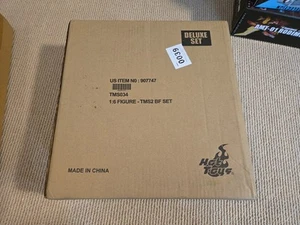 DELUXE
SET
0039
US ITEM NO : 907747
TMS034
1:6 FIGURE - TMS2 BF SET
MADE IN CHINA
Hot
Toys